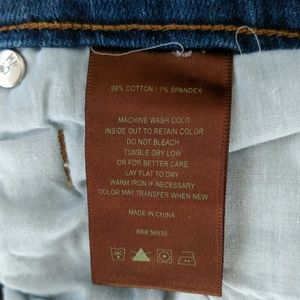 99% COTTON / 1% SPANDEX
MACHINE WASH COLD
INSIDE OUT TO RETAIN COLOR
DO NOT BLEACH
TUMBLE DRY LOW
OR FOR BETTER CARE
LAY FLAT TO DRY
WARM IRON IF NECESSARY
COLOR MAY TRANSFER WHEN NEW
MADE IN CHINA
RN# 58539